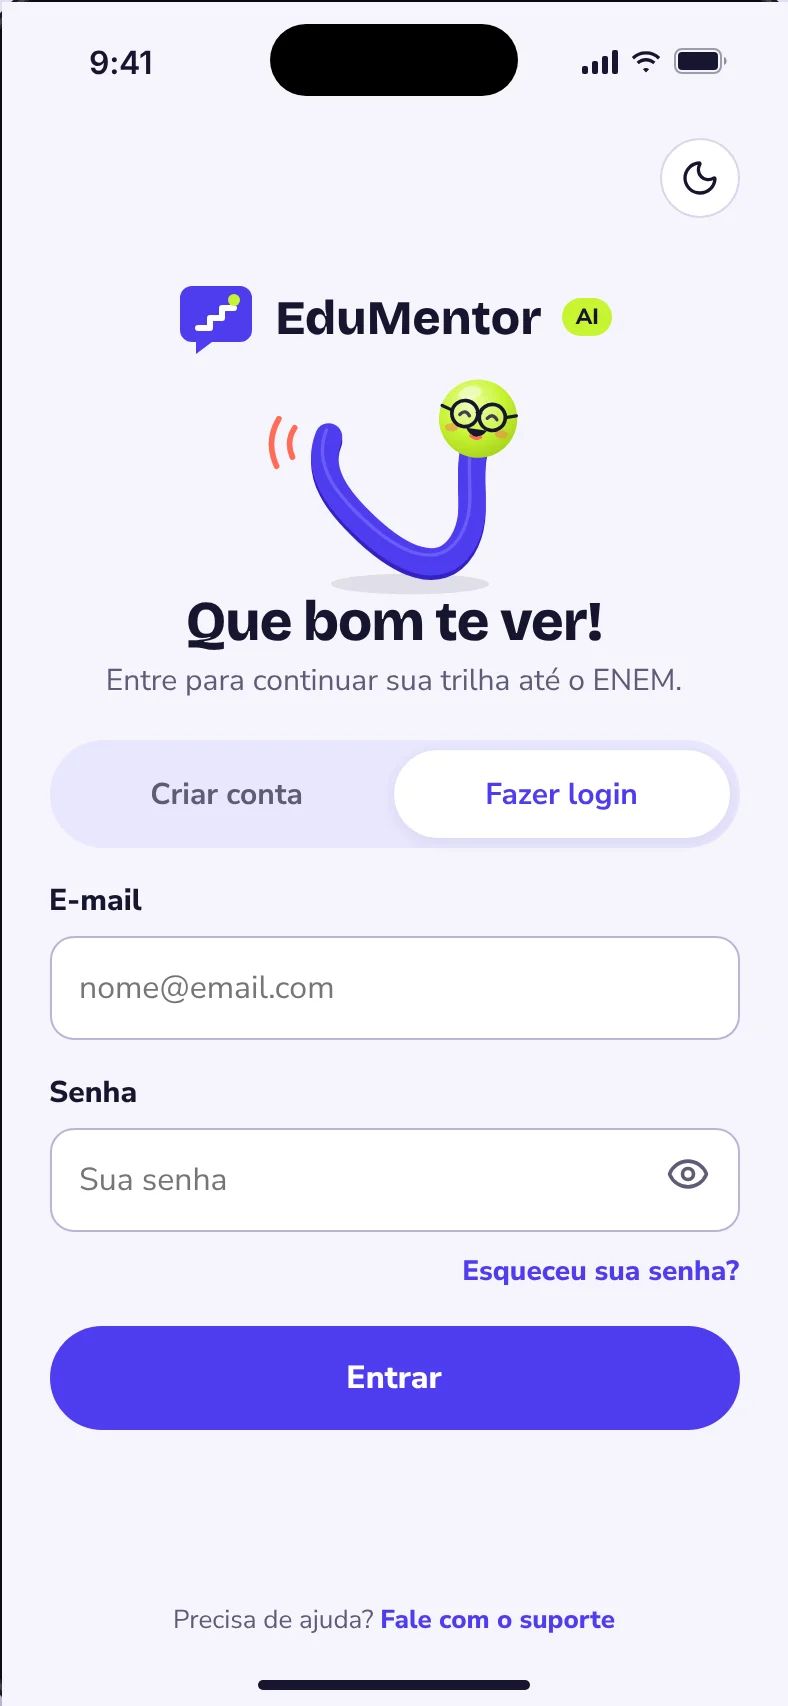 9:41
EduMentor AI
Que bom te ver!
Entre para continuar sua trilha até o ENEM.
Criar conta Fazer login
E-mail
nome@email.com
Senha
Sua senha
Esqueceu sua senha?
Entrar
Precisa de ajuda? Fale com o suporte